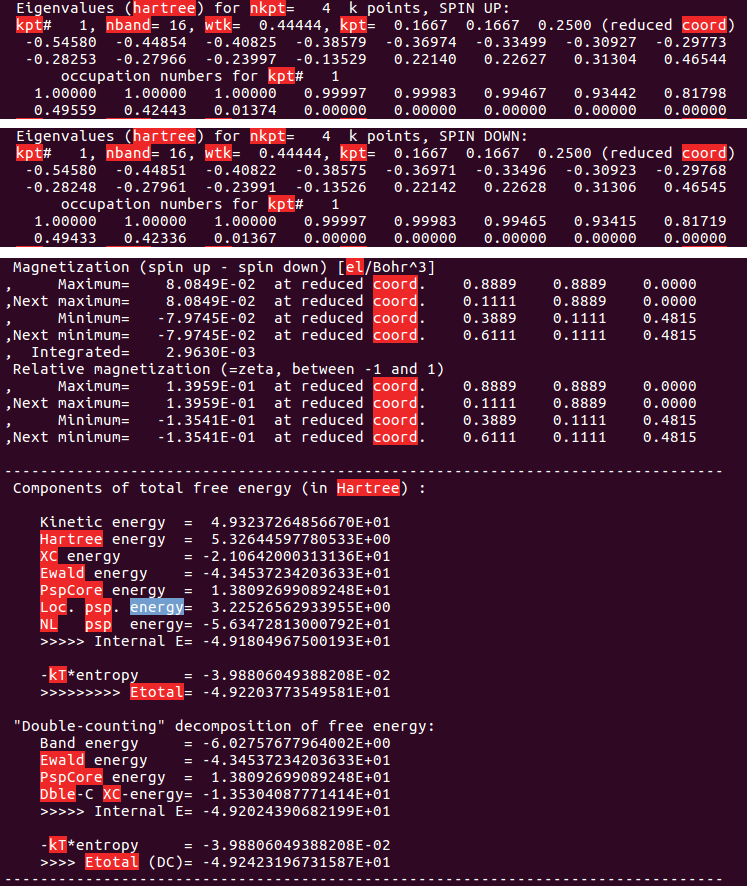 Eigenvalues (hartree) for nkpt=   4  k points, SPIN UP:
kpt#   1, nband= 16, wtk=  0.44444, kpt=  0.1667  0.1667  0.2500 (reduced coord)
-0.54580  -0.44854  -0.40825  -0.38579  -0.36974  -0.33499  -0.30927  -0.29773
-0.28253  -0.27966  -0.23997  -0.13529   0.22140   0.22627   0.31304   0.46544
occupation numbers for kpt#   1
1.00000   1.00000   1.00000   0.99997   0.99983   0.99467   0.93442   0.81798
0.49559   0.42443   0.01374   0.00000   0.00000   0.00000   0.00000   0.00000
Eigenvalues (hartree) for nkpt=   4  k points, SPIN DOWN:
kpt#   1, nband= 16, wtk=  0.44444, kpt=  0.1667  0.1667  0.2500 (reduced coord)
-0.54580  -0.44851  -0.40822  -0.38575  -0.36971  -0.33496  -0.30923  -0.29768
-0.28248  -0.27961  -0.23991  -0.13526   0.22142   0.22628   0.31306   0.46545
occupation numbers for kpt#   1
1.00000   1.00000   1.00000   0.99997   0.99983   0.99465   0.93415   0.81719
0.49433   0.42336   0.01367   0.00000   0.00000   0.00000   0.00000   0.00000
Magnetization (spin up - spin down) [el/Bohr^3]
,     Maximum=    8.0849E-02  at reduced coord.    0.8889    0.8889    0.0000
,Next maximum=    8.0849E-02  at reduced coord.    0.1111    0.8889    0.0000
,     Minimum=   -7.9745E-02  at reduced coord.    0.3889    0.1111    0.4815
,Next minimum=   -7.9745E-02  at reduced coord.    0.6111    0.1111    0.4815
,  Integrated=    2.9630E-03
Relative magnetization (=zeta, between -1 and 1)
,     Maximum=    1.3959E-01  at reduced coord.    0.8889    0.8889    0.0000
,Next maximum=    1.3959E-01  at reduced coord.    0.1111    0.8889    0.0000
,     Minimum=   -1.3541E-01  at reduced coord.    0.3889    0.1111    0.4815
,Next minimum=   -1.3541E-01  at reduced coord.    0.6111    0.1111    0.4815
--------------------------------------------------------------------------------
Components of total free energy (in Hartree) :
Kinetic energy  =  4.93237264856670E+01
Hartree energy  =  5.32644597780533E+00
XC energy       = -2.10642000313136E+01
Ewald energy    = -4.34537234203633E+01
PspCore energy  =  1.38092699089248E+01
Loc. psp. energy=  3.22526562933955E+00
NL   psp  energy= -5.63472813000792E+01
>>>>> Internal E= -4.91804967500193E+01
-kT*entropy     = -3.98806049388208E-02
>>>>>>>>> Etotal= -4.92203773549581E+01
"Double-counting" decomposition of free energy:
Band energy     = -6.02757677964002E+00
Ewald energy    = -4.34537234203633E+01
PspCore energy  =  1.38092699089248E+01
Dble-C XC-energy= -1.35304087771414E+01
>>>>> Internal E= -4.92024390682199E+01
-kT*entropy     = -3.98806049388208E-02
>>>> Etotal (DC)= -4.92423196731587E+01
--------------------------------------------------------------------------------